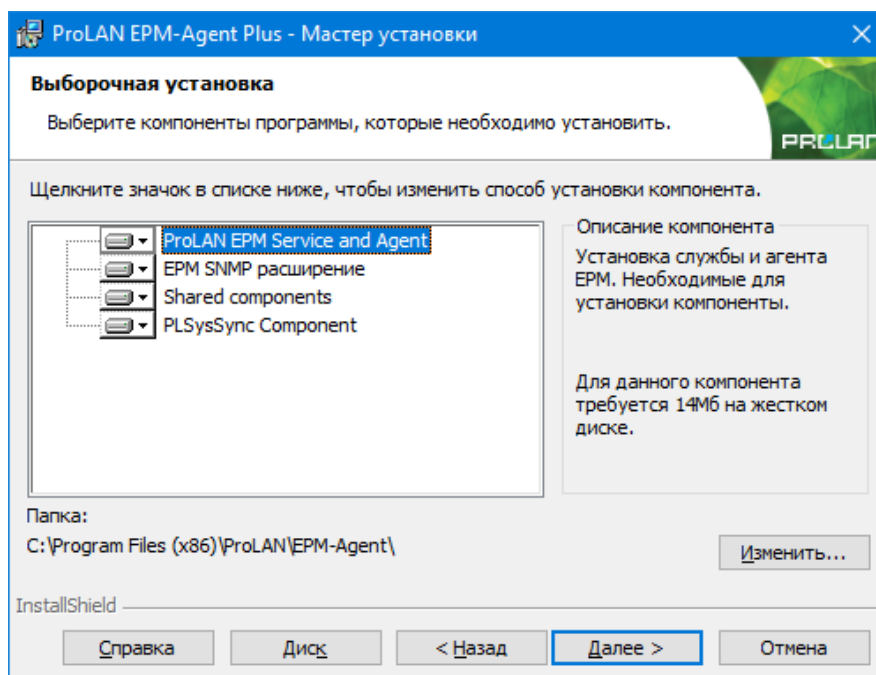 ProLAN EPM-Agent Plus - Мастер установки
Выборочная установка
Выберите компоненты программы, которые необходимо установить.
PROLAN
Щелкните значок в списке ниже, чтобы изменить способ установки компонента.
ProLAN EPM Service and Agent
EPM SNMP расширение
Shared components
PLSysSync Component
Описание компонента
Установка службы и агента
EPM. Необходимые для
установки компоненты.
Для данного компонента
требуется 14Мб на жестком
диске.
Папка:
C:\Program Files (x86)\ProLAN\EPM-Agent\
Изменить...
InstallShield
Справка
Диск
< Назад
Далее >
Отмена